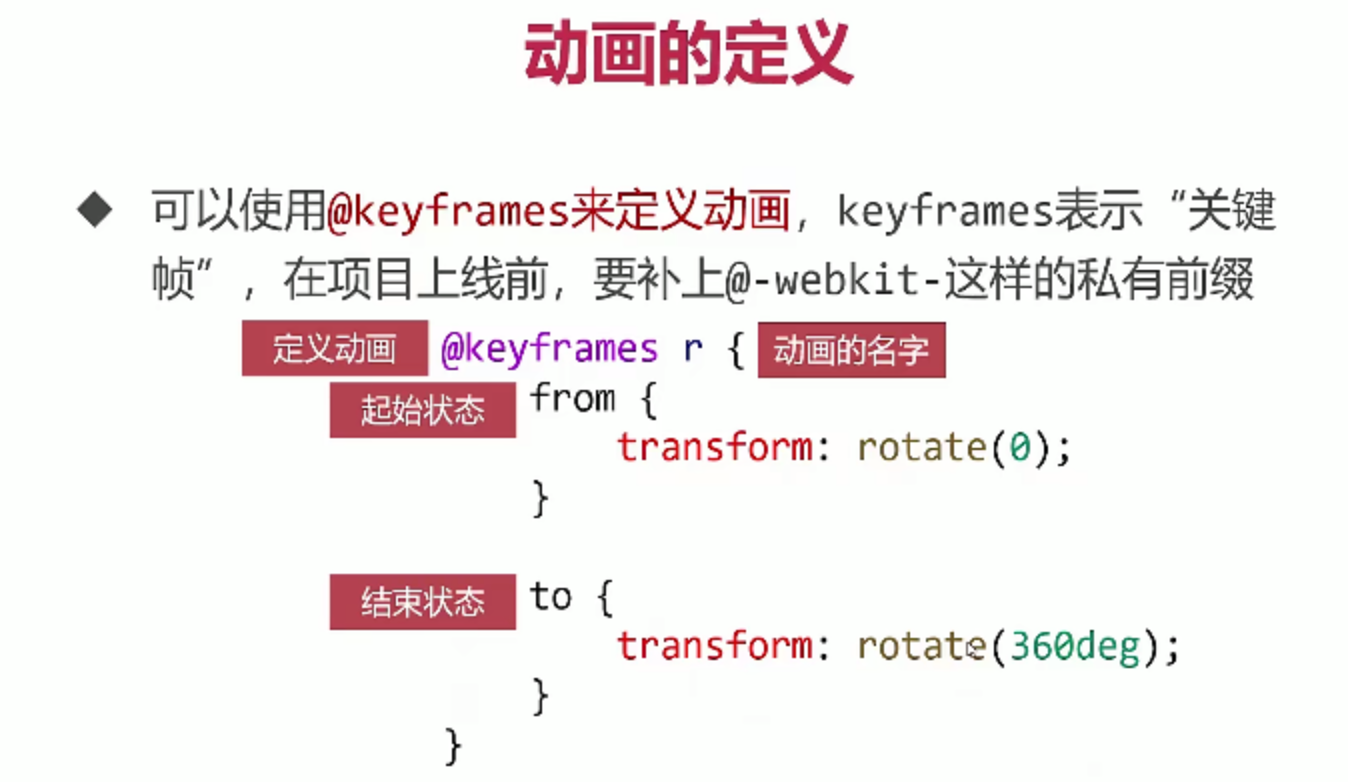 动画的定义
◆ 可以使用@keyframes来定义动画，keyframes表示“关键
帧”，在项目上线前，要补上@-webkit-这样的私有前缀
定义动画 @keyframes r { 动画的名字
起始状态 from {
transform: rotate(0);
}
结束状态 to {
transform: rotate(360deg);
}
}